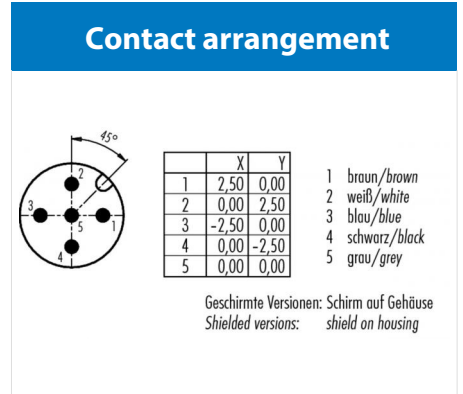 Contact arrangement
45°
2
3
5
1
4
X Y
1 2,50 0,00
2 0,00 2,50
3 -2,50 0,00
4 0,00 -2,50
5 0,00 0,00
1 braun/brown
2 weiß/white
3 blau/blue
4 schwarz/black
5 grau/grey
Geschirmte Versionen: Schirm auf Gehäuse
Shielded versions: shield on housing